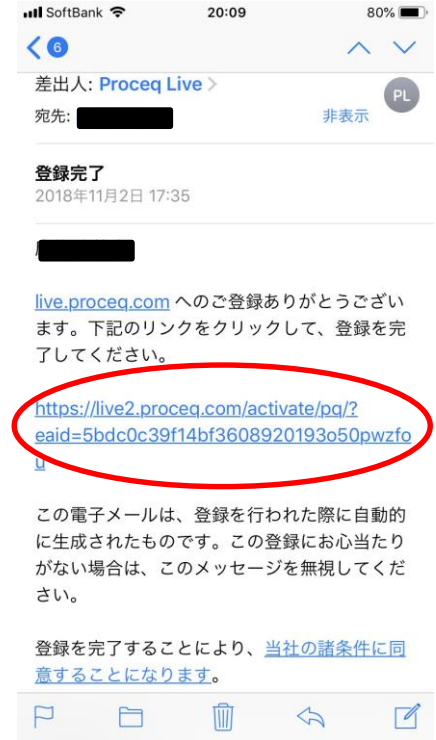 SoftBank 20:09 80%
6
差出人: Proceq Live
PL
宛先: 非表示
登録完了
2018年11月2日 17:35
live.proceq.com へのご登録ありがとうござい
ます。下記のリンクをクリックして、登録を完
了してください。
https://live2.proceq.com/activate/pq/?
eaid=5bdc0c39f14bf3608920193o50pwzfo
u
この電子メールは、登録を行われた際に自動的
に生成されたものです。この登録にお心当たり
がない場合は、このメッセージを無視してくだ
さい。
登録を完了することにより、当社の諸条件に同
意することになります。